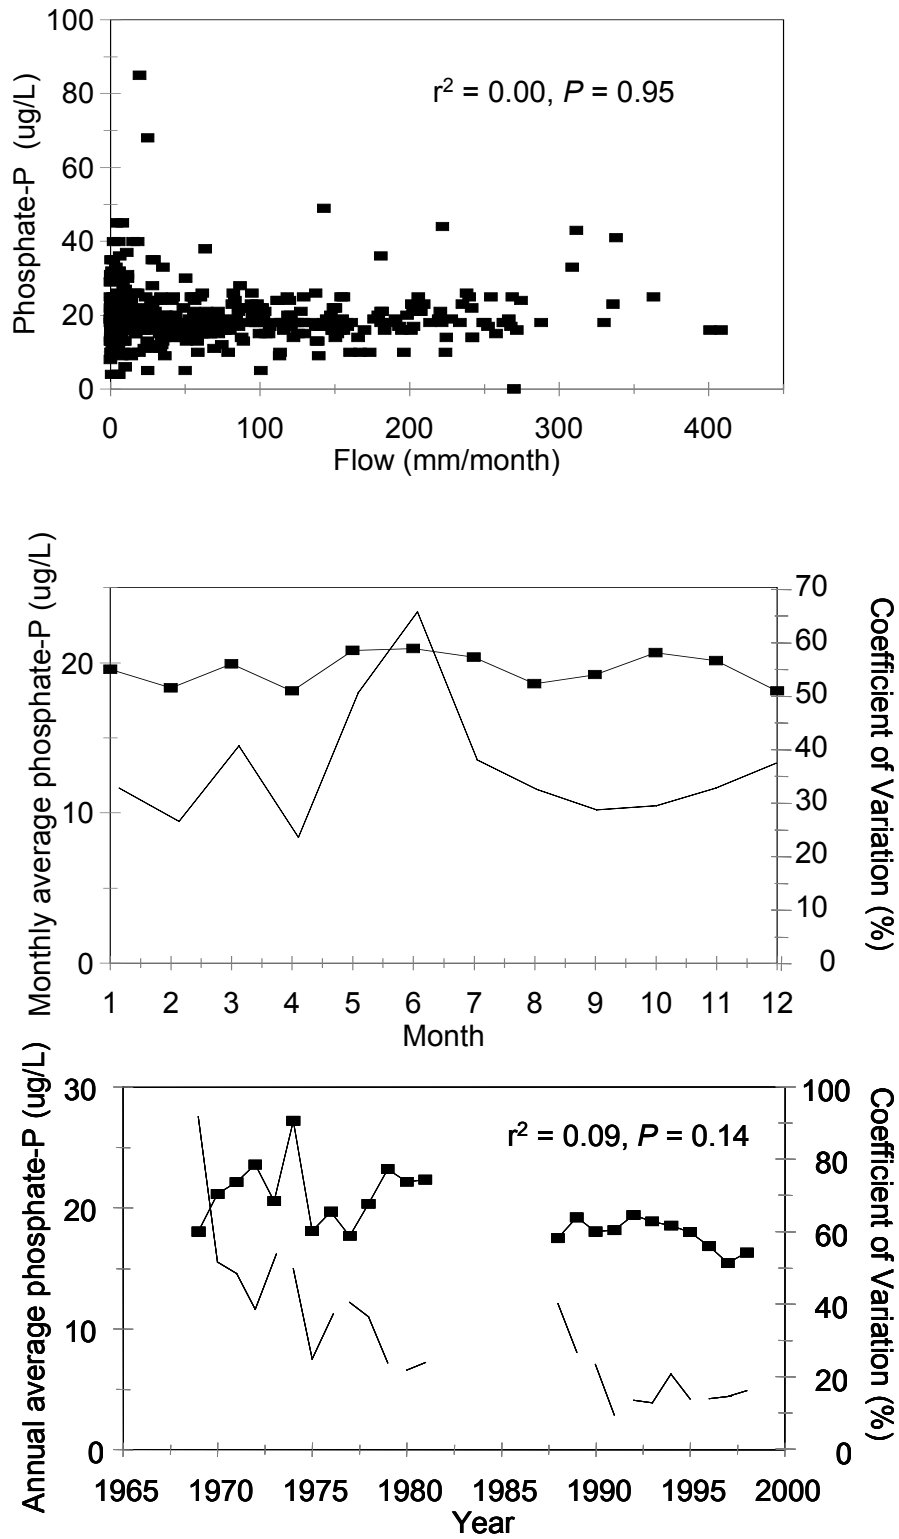 Phosphate-P (ug/L)
100
80
60
40
20
0
r² = 0.00, P = 0.95
0 100 200 300 400
Flow (mm/month)
Monthly average phosphate-P (ug/L)
20
10
0
70
60
50
40
30
20
10
0
Coefficient of Variation (%)
1 2 3 4 5 6 7 8 9 10 11 12
Month
Annual average phosphate-P (ug/L)
30
20
10
0
r² = 0.09, P = 0.14
100
80
60
40
20
0
Coefficient of Variation (%)
1965 1970 1975 1980 1985 1990 1995 2000
Year